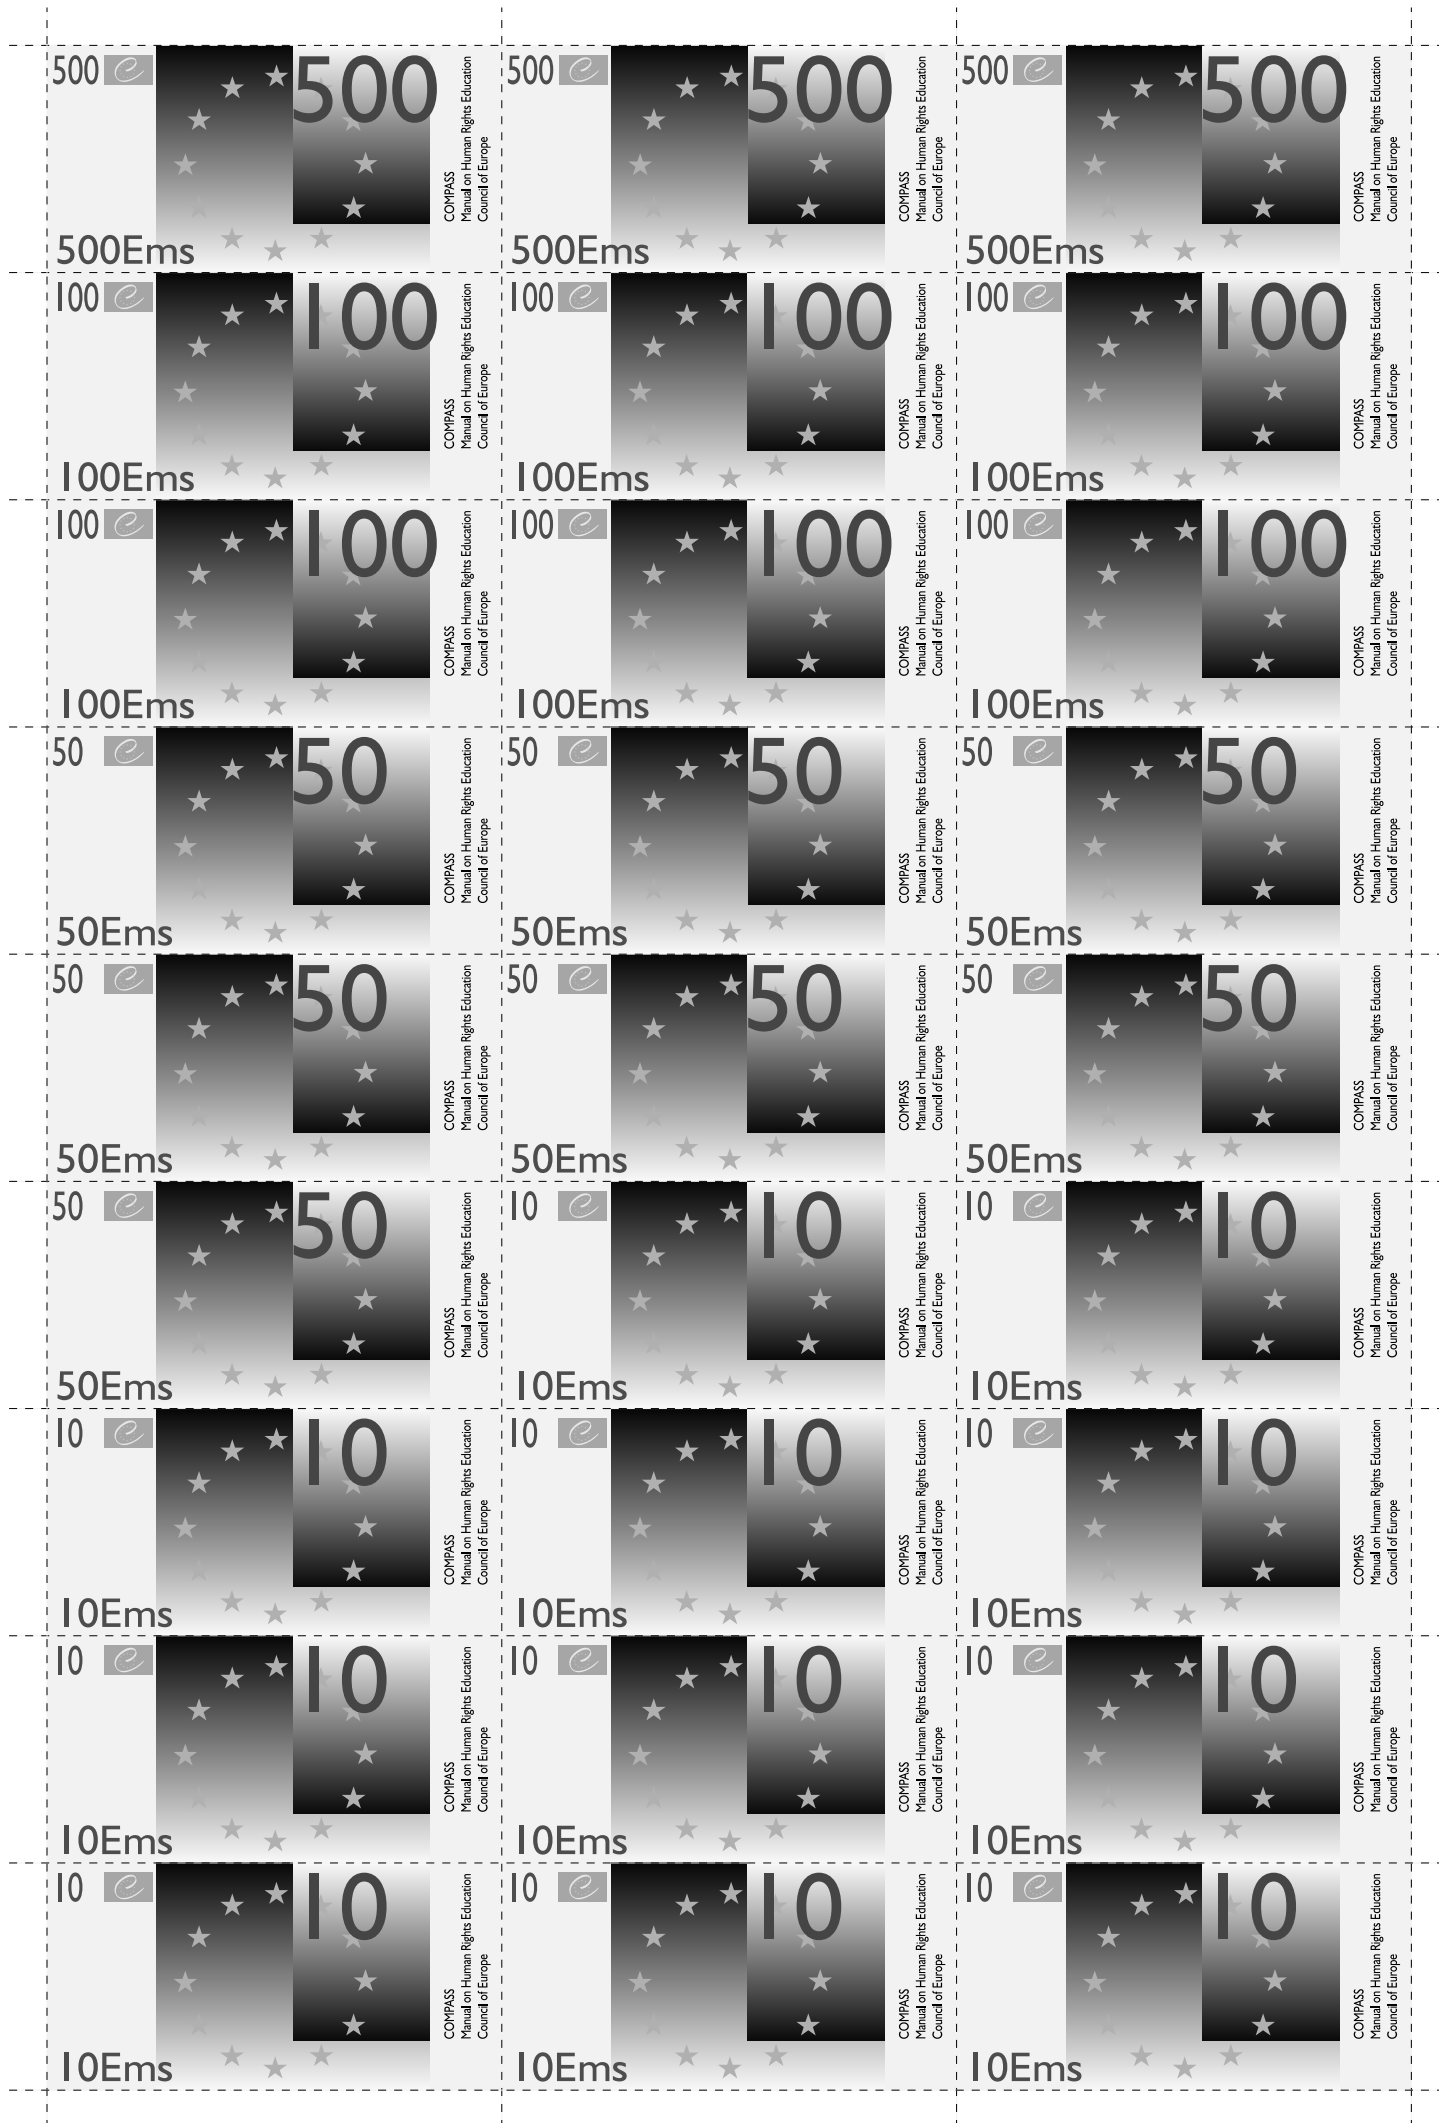 500 500 500 500 500 500
COMPASS COMPASS COMPASS
Manual on Human Rights Education Manual on Human Rights Education Manual on Human Rights Education
Council of Europe Council of Europe Council of Europe
500Ems 500Ems 500Ems
100 100 100 100 100 100
COMPASS COMPASS COMPASS
Manual on Human Rights Education Manual on Human Rights Education Manual on Human Rights Education
Council of Europe Council of Europe Council of Europe
100Ems 100Ems 100Ems
100 100 100 100 100 100
COMPASS COMPASS COMPASS
Manual on Human Rights Education Manual on Human Rights Education Manual on Human Rights Education
Council of Europe Council of Europe Council of Europe
100Ems 100Ems 100Ems
50 50 50 50 50 50
COMPASS COMPASS COMPASS
Manual on Human Rights Education Manual on Human Rights Education Manual on Human Rights Education
Council of Europe Council of Europe Council of Europe
50Ems 50Ems 50Ems
50 50 50 50 50 50
COMPASS COMPASS COMPASS
Manual on Human Rights Education Manual on Human Rights Education Manual on Human Rights Education
Council of Europe Council of Europe Council of Europe
50Ems 50Ems 50Ems
50 50 10 10 10 10
COMPASS COMPASS COMPASS
Manual on Human Rights Education Manual on Human Rights Education Manual on Human Rights Education
Council of Europe Council of Europe Council of Europe
50Ems 10Ems 10Ems
10 10 10 10 10 10
COMPASS COMPASS COMPASS
Manual on Human Rights Education Manual on Human Rights Education Manual on Human Rights Education
Council of Europe Council of Europe Council of Europe
10Ems 10Ems 10Ems
10 10 10 10 10 10
COMPASS COMPASS COMPASS
Manual on Human Rights Education Manual on Human Rights Education Manual on Human Rights Education
Council of Europe Council of Europe Council of Europe
10Ems 10Ems 10Ems
10 10 10 10 10 10
COMPASS COMPASS COMPASS
Manual on Human Rights Education Manual on Human Rights Education Manual on Human Rights Education
Council of Europe Council of Europe Council of Europe
10Ems 10Ems 10Ems